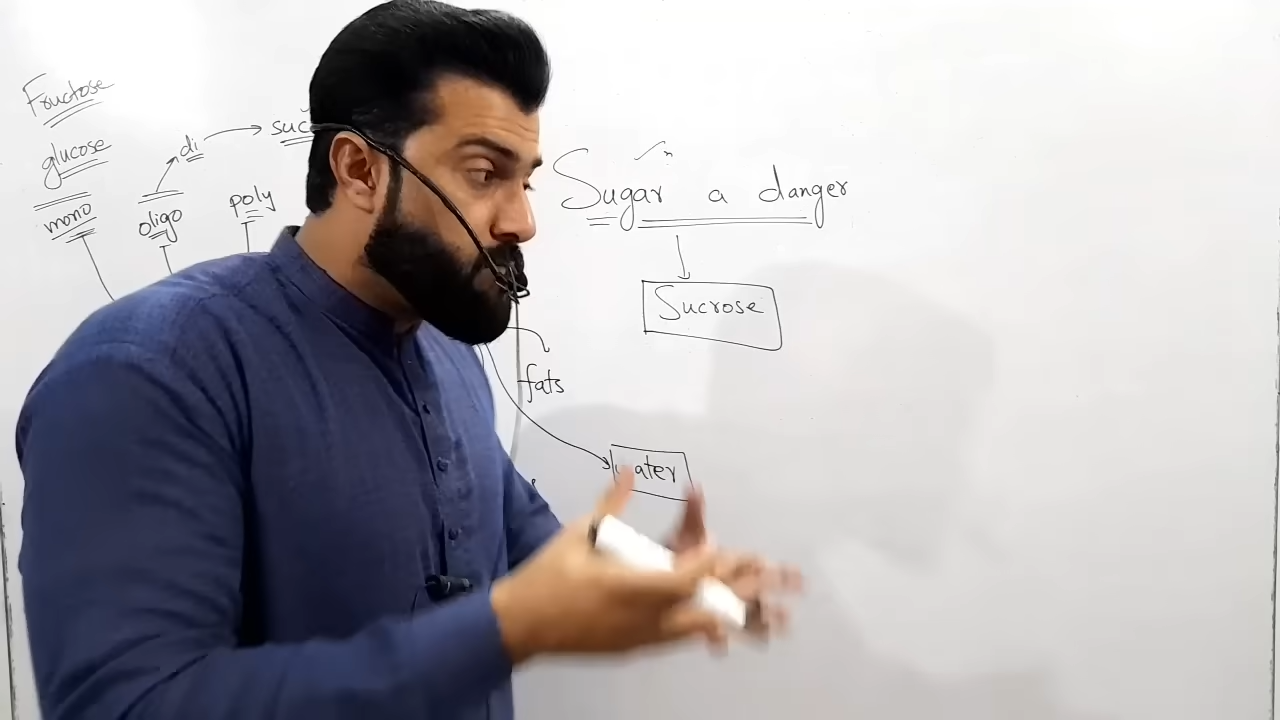 Fructose
glucose
mono
oligo
di
poly
Sugar a danger
Sucrose
fats
water